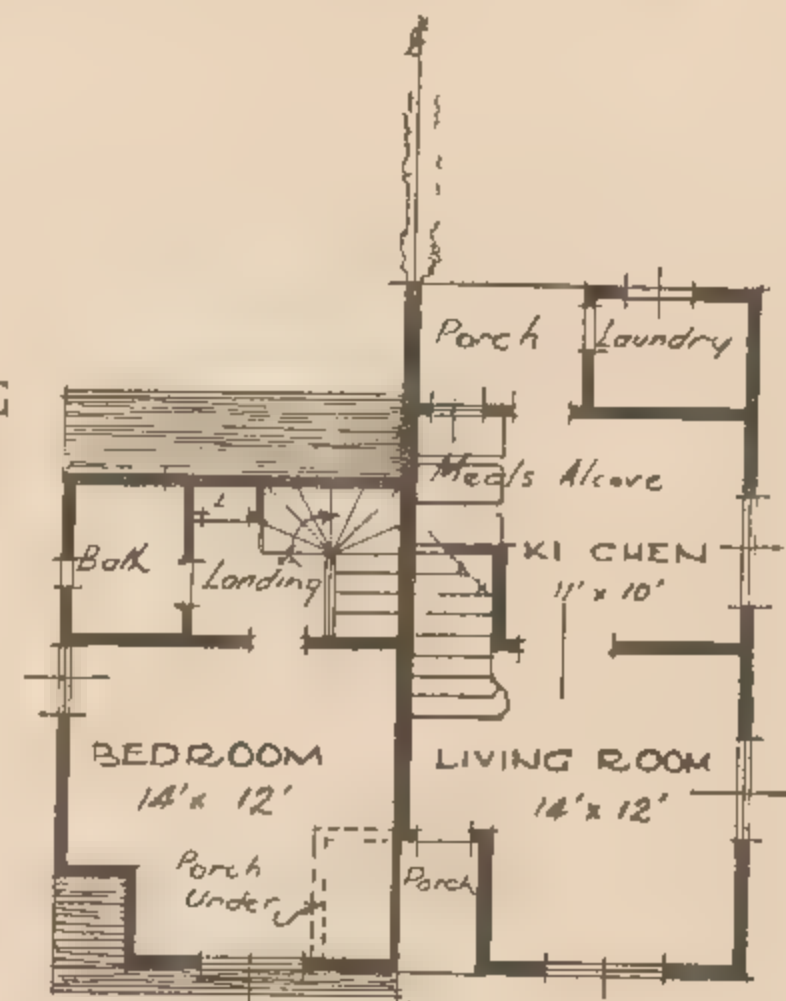 Porch
Laundry
Meals Alcove
KI CHEN
11' x 10'
Bath
L
Landing
BEDROOM
14' x 12'
Porch
Under
LIVING ROOM
14' x 12'
Porch